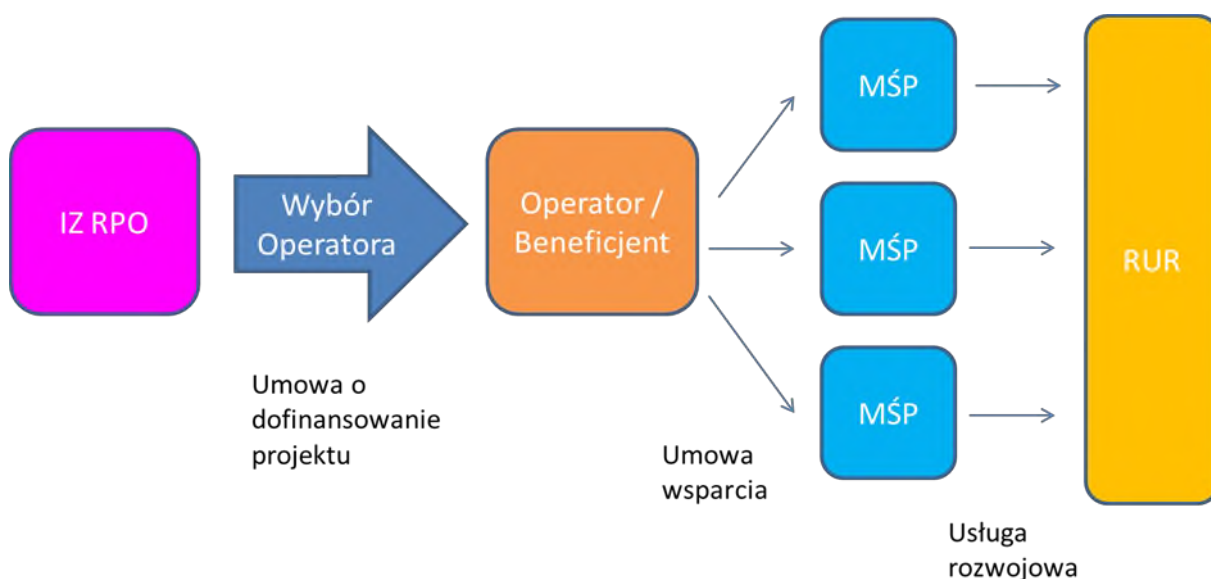 IZ RPO
Wybór
Operatora
Umowa o
dofinansowanie
projektu
Operator /
Beneficjent
Umowa
wsparcia
MŚP
MŚP
MŚP
Usługa
rozwojowa
RUR